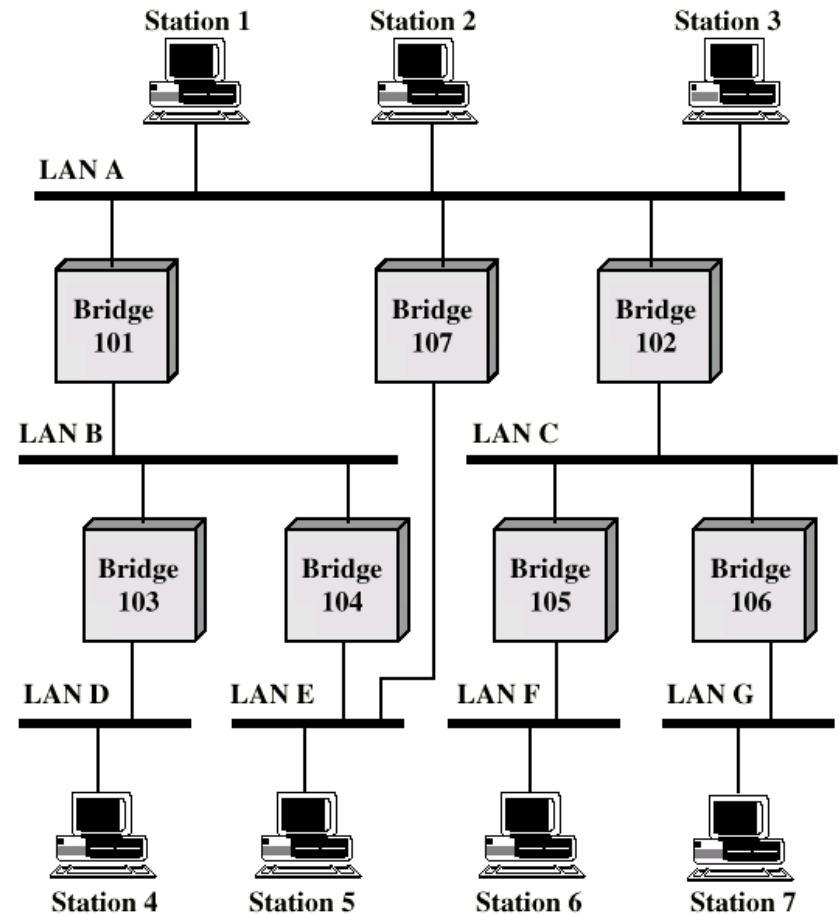 Station 1
Station 2
Station 3
LAN A
Bridge
101
Bridge
107
Bridge
102
LAN B
LAN C
Bridge
103
Bridge
104
Bridge
105
Bridge
106
LAN D
LAN E
LAN F
LAN G
Station 4
Station 5
Station 6
Station 7